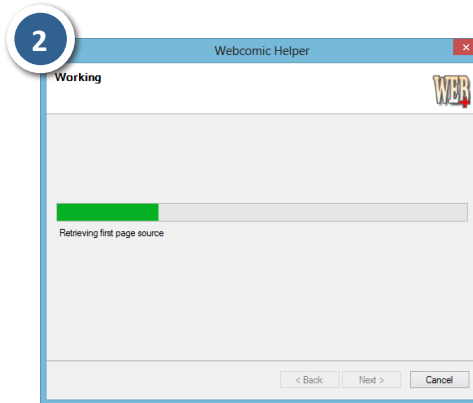 2
Webcomic Helper
Working
WEB
Retrieving first page source
< Back Next > Cancel